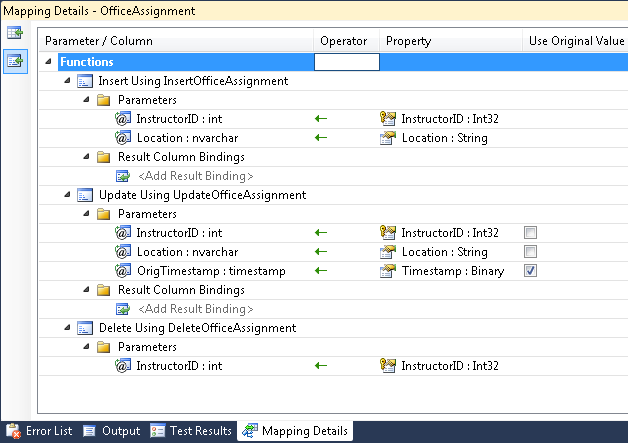 Mapping Details - OfficeAssignment
Parameter / Column Operator Property Use Original Value
Functions
Insert Using InsertOfficeAssignment
Parameters
InstructorID : int ← InstructorID : Int32
Location : nvarchar ← Location : String
Result Column Bindings
<Add Result Binding>
Update Using UpdateOfficeAssignment
Parameters
InstructorID : int ← InstructorID : Int32
Location : nvarchar ← Location : String
OrigTimestamp : timestamp ← Timestamp : Binary
Result Column Bindings
<Add Result Binding>
Delete Using DeleteOfficeAssignment
Parameters
InstructorID : int ← InstructorID : Int32
Error List Output Test Results Mapping Details